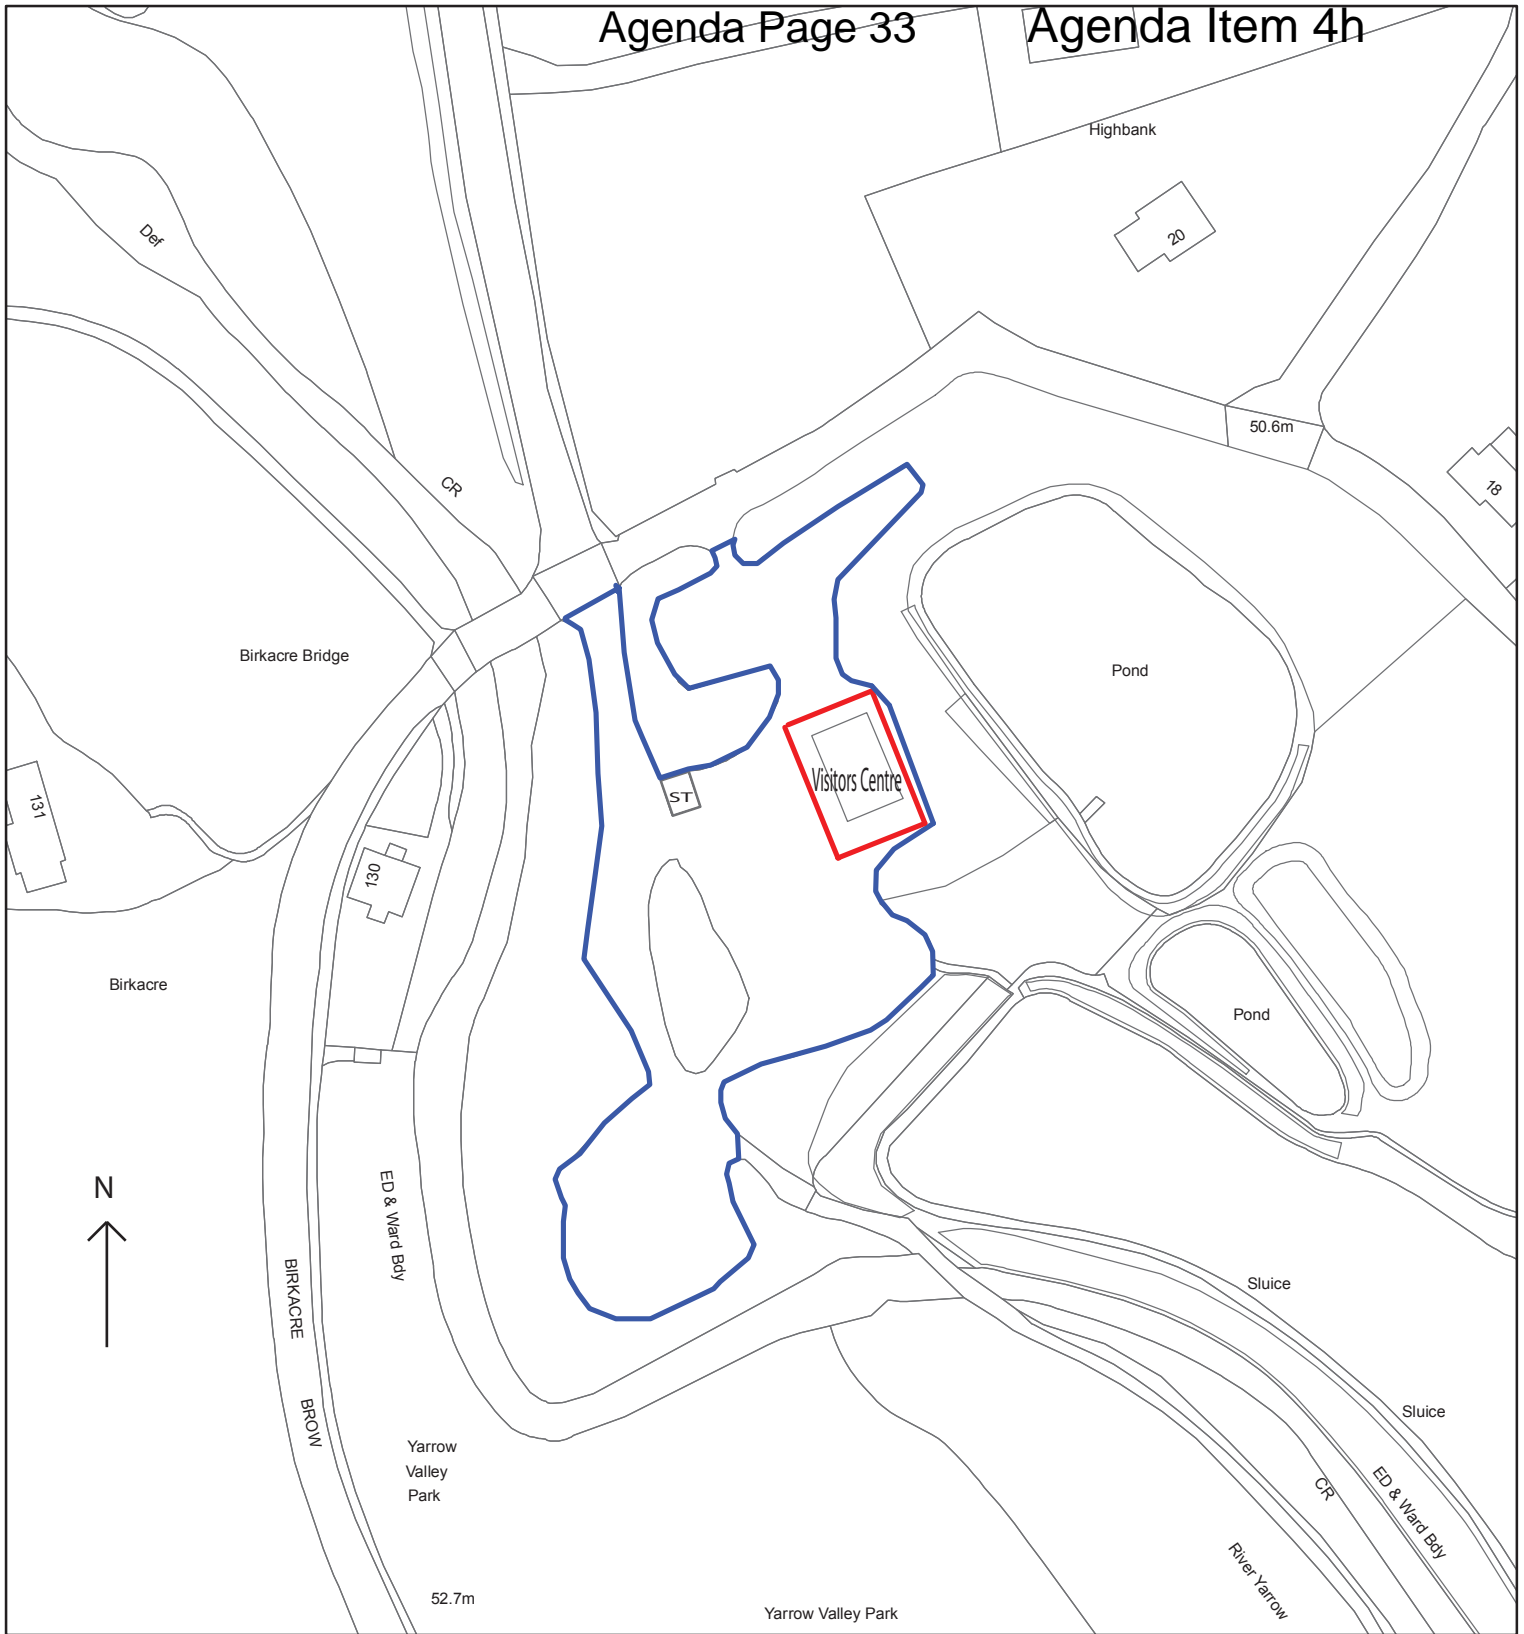 Agenda Page 33
Agenda Item 4h
Highbank
20
Def
50.6m
CR
18
Birkacre Bridge
Pond
Visitors Centre
ST
131
130
Birkacre
Pond
N
ED & Ward Bdy
BIRKACRE
BROW
Sluice
Sluice
Yarrow
Valley
Park
CR
ED & Ward Bdy
River Yarrow
52.7m
Yarrow Valley Park